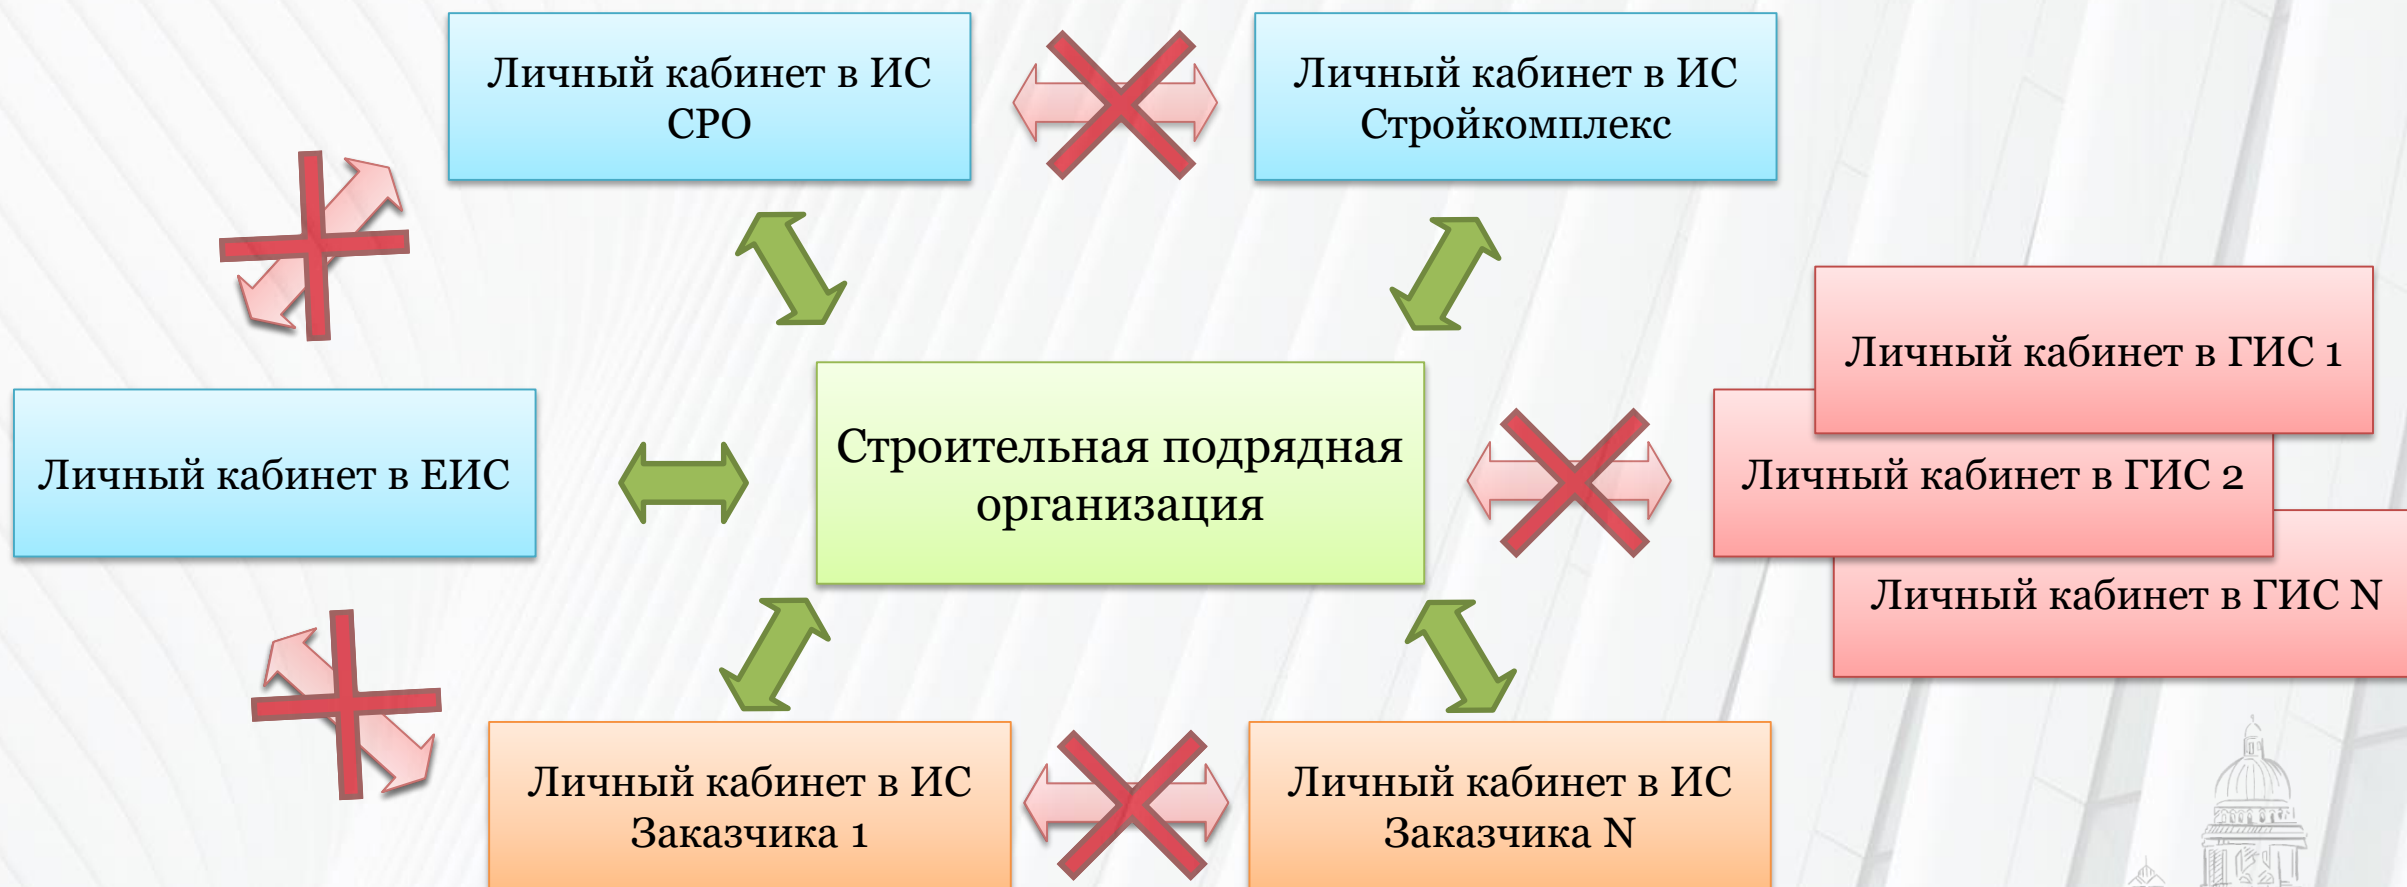 Личный кабинет в ИС
СРО
Личный кабинет в ИС
Стройкомплекс
Личный кабинет в ГИС 1
Личный кабинет в ЕИС
Строительная подрядная
организация
Личный кабинет в ГИС 2
Личный кабинет в ГИС N
Личный кабинет в ИС
Заказчика 1
Личный кабинет в ИС
Заказчика N